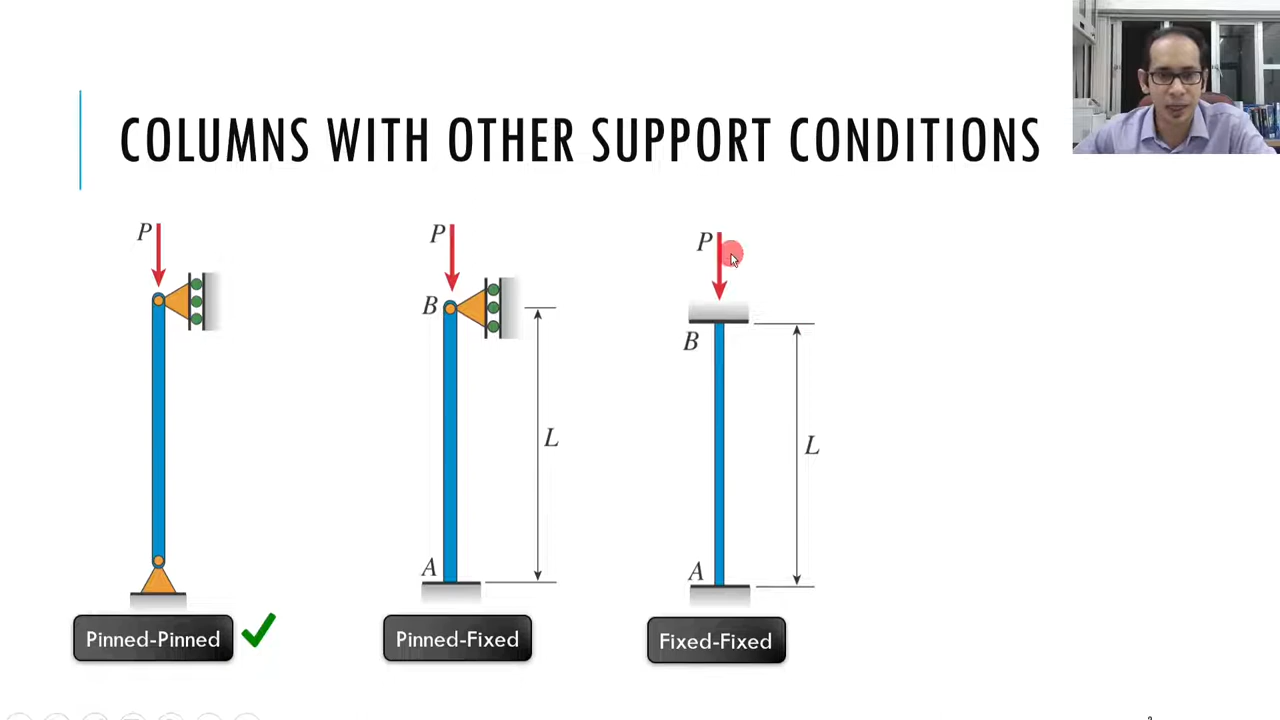 COLUMNS WITH OTHER SUPPORT CONDITIONS
P
P
P
B
B
L
L
A
A
Pinned-Pinned
Pinned-Fixed
Fixed-Fixed